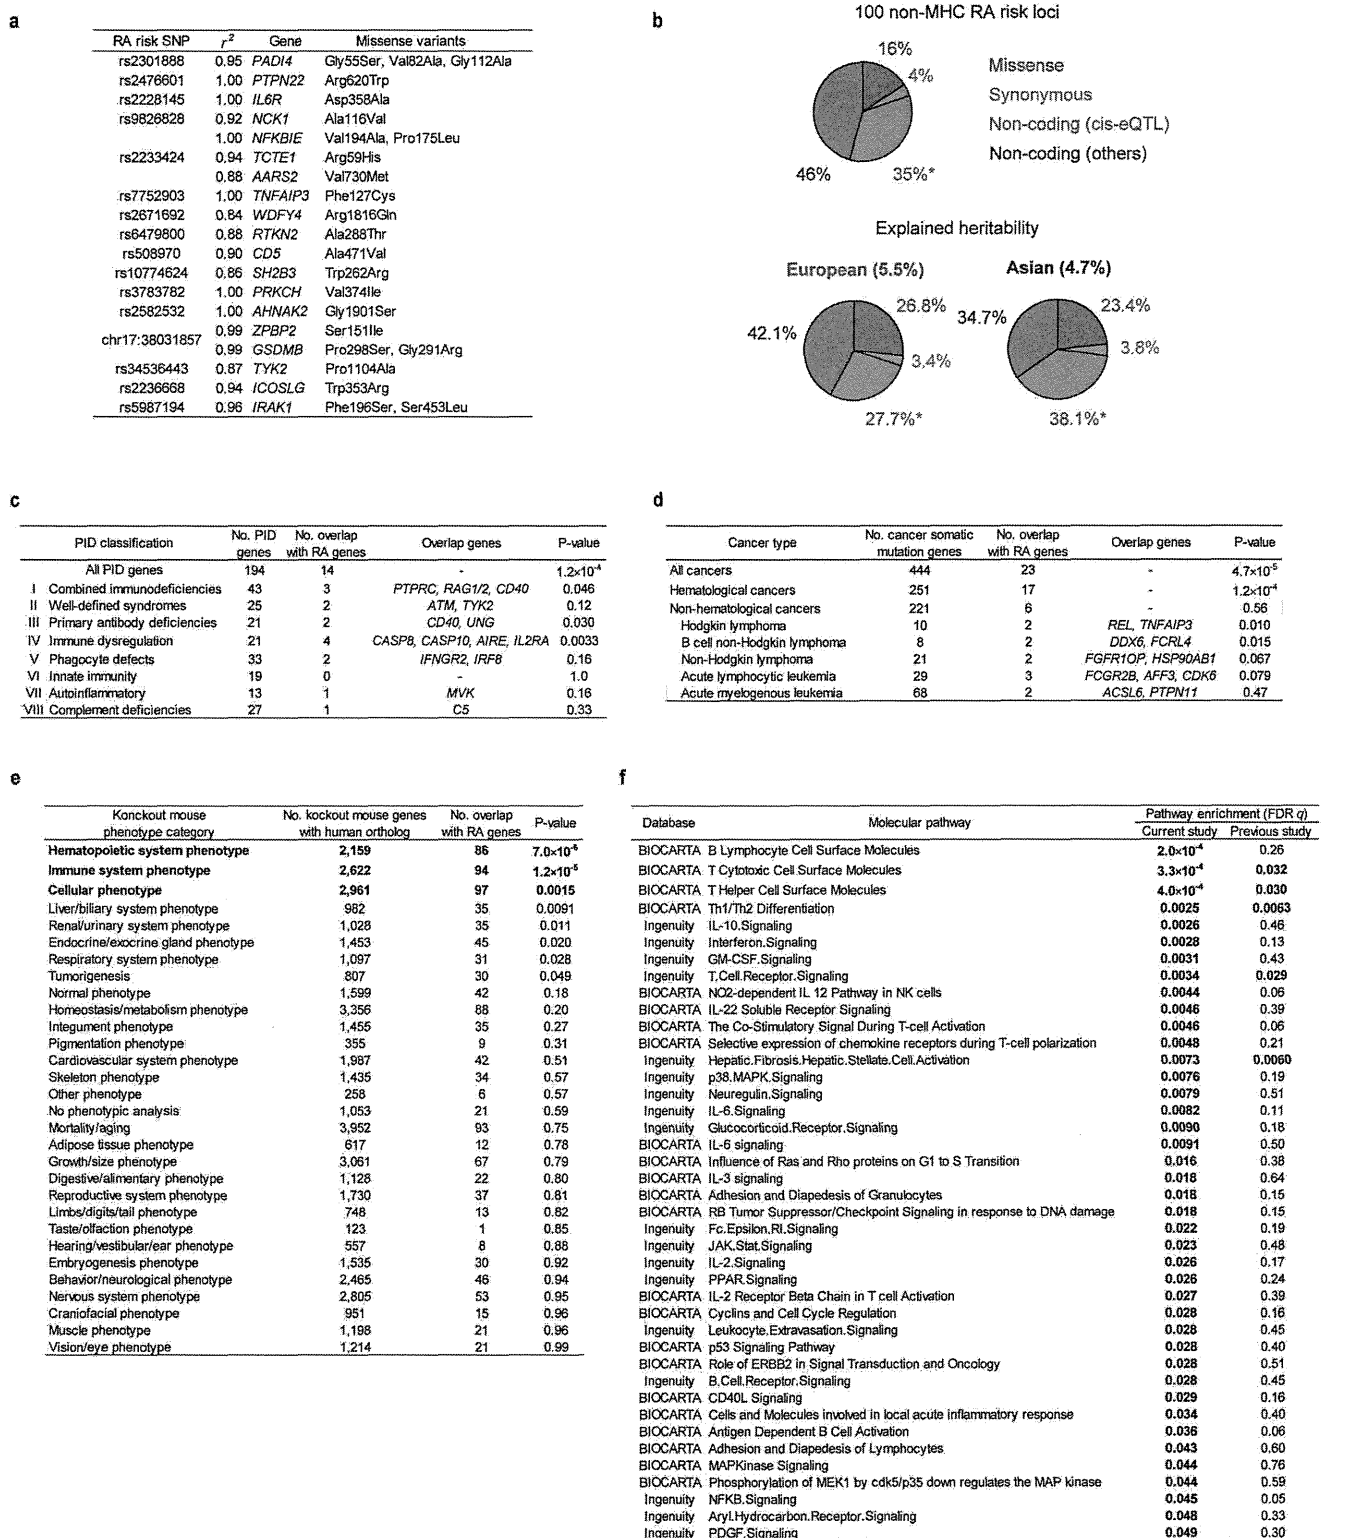 a
RA risk SNP r² Gene Missense variants
rs2301888 0.95 PADI4 Gly55Ser, Val82Ala, Gly112Ala
rs2476601 1.00 PTPN22 Arg620Trp
rs2228145 1.00 IL6R Asp358Ala
rs9826828 0.92 NCK1 Ala116Val
1.00 NFKBIE Val194Ala, Pro175Leu
rs2233424 0.94 TCTE1 Arg59His
0.88 AARS2 Val730Met
rs7752903 1.00 TNFAIP3 Phe127Cys
rs2671692 0.84 WDFY4 Arg1816Gln
rs6479800 0.88 RTKN2 Ala288Thr
rs508970 0.90 CD5 Ala471Val
rs10774624 0.86 SH2B3 Trp262Arg
rs3783782 1.00 PRKCH Val374Ile
rs2582532 1.00 AHNAK2 Gly1901Ser
chr17:38031857 0.99 ZPBP2 Ser151Ile
0.99 GSDMB Pro298Ser, Gly291Arg
rs34536443 0.87 TYK2 Pro1104Ala
rs2236668 0.94 ICOSLG Trp353Arg
rs5987194 0.96 IRAK1 Phe196Ser, Ser453Leu
b
100 non-MHC RA risk loci
16%
4%
46%
35%*
Missense
Synonymous
Non-coding (cis-eQTL)
Non-coding (others)
Explained heritability
European (5.5%) Asian (4.7%)
26.8%
42.1%
3.4%
27.7%*
34.7%
23.4%
3.8%
38.1%*
c
PID classification No. PID genes No. overlap with RA genes Overlap genes P-value
All PID genes 194 14 - 1.2×10⁻⁴
I Combined immunodeficiencies 43 3 PTPRC, RAG1/2, CD40 0.046
II Well-defined syndromes 25 2 ATM, TYK2 0.12
III Primary antibody deficiencies 21 2 CD40, UNG 0.030
IV Immune dysregulation 21 4 CASP8, CASP10, AIRE, IL2RA 0.0033
V Phagocyte defects 33 2 IFNGR2, IRF8 0.16
VI Innate immunity 19 0 - 1.0
VII Autoinflammatory 13 1 MVK 0.16
VIII Complement deficiencies 27 1 C5 0.33
d
Cancer type No. cancer somatic mutation genes No. overlap with RA genes Overlap genes P-value
All cancers 444 23 - 4.7×10⁻⁵
Hematological cancers 251 17 - 1.2×10⁻⁴
Non-hematological cancers 221 6 - 0.56
Hodgkin lymphoma 10 2 REL, TNFAIP3 0.010
B cell non-Hodgkin lymphoma 8 2 DDX6, FCRL4 0.015
Non-Hodgkin lymphoma 21 2 FGFR1OP, HSP90AB1 0.067
Acute lymphocytic leukemia 29 3 FCGR2B, AFF3, CDK6 0.079
Acute myelogenous leukemia 68 2 ACSL6, PTPN11 0.47
e
Konckout mouse phenotype category No. kockout mouse genes with human ortholog No. overlap with RA genes P-value
Hematopoietic system phenotype 2,159 86 7.0×10⁻⁶
Immune system phenotype 2,622 94 1.2×10⁻⁵
Cellular phenotype 2,961 97 0.0015
Liver/biliary system phenotype 982 35 0.0091
Renal/urinary system phenotype 1,028 35 0.011
Endocrine/exocrine gland phenotype 1,453 45 0.020
Respiratory system phenotype 1,097 31 0.028
Tumorigenesis 807 30 0.049
Normal phenotype 1,599 42 0.18
Homeostasis/metabolism phenotype 3,356 88 0.20
Integument phenotype 1,455 35 0.27
Pigmentation phenotype 355 9 0.31
Cardiovascular system phenotype 1,987 42 0.51
Skeleton phenotype 1,435 34 0.57
Other phenotype 258 6 0.57
No phenotypic analysis 1,053 21 0.59
Mortality/aging 3,952 93 0.75
Adipose tissue phenotype 617 12 0.78
Growth/size phenotype 3,061 67 0.79
Digestive/alimentary phenotype 1,128 22 0.80
Reproductive system phenotype 1,730 37 0.81
Limbs/digits/tail phenotype 748 13 0.82
Taste/olfaction phenotype 123 1 0.85
Hearing/vestibular/ear phenotype 557 8 0.88
Embryogenesis phenotype 1,535 30 0.92
Behavior/neurological phenotype 2,465 46 0.94
Nervous system phenotype 2,805 53 0.95
Craniofacial phenotype 951 15 0.96
Muscle phenotype 1,198 21 0.96
Vision/eye phenotype 1,214 21 0.99
f
Database Molecular pathway Pathway enrichment (FDR q)
Current study Previous study
BIOCARTA B Lymphocyte Cell Surface Molecules 2.0×10⁻⁴ 0.26
BIOCARTA T Cytotoxic Cell Surface Molecules 3.3×10⁻⁴ 0.032
BIOCARTA T Helper Cell Surface Molecules 4.0×10⁻⁴ 0.030
BIOCARTA Th1/Th2 Differentiation 0.0025 0.0063
Ingenuity IL-10.Signaling 0.0026 0.46
Ingenuity Interferon.Signaling 0.0028 0.13
Ingenuity GM-CSF.Signaling 0.0031 0.43
Ingenuity T.Cell.Receptor.Signaling 0.0034 0.029
BIOCARTA NO2-dependent IL 12 Pathway in NK cells 0.0044 0.06
BIOCARTA IL-22 Soluble Receptor Signaling 0.0046 0.39
BIOCARTA The Co-Stimulatory Signal During T-cell Activation 0.0046 0.06
BIOCARTA Selective expression of chemokine receptors during T-cell polarization 0.0048 0.21
Ingenuity Hepatic.Fibrosis.Hepatic.Stellate.Cell.Activation 0.0073 0.0060
Ingenuity p38.MAPK.Signaling 0.0076 0.19
Ingenuity Neuregulin.Signaling 0.0079 0.51
Ingenuity IL-6.Signaling 0.0082 0.11
Ingenuity Glucocorticoid.Receptor.Signaling 0.0090 0.18
BIOCARTA IL-6 signaling 0.0091 0.50
BIOCARTA Influence of Ras and Rho proteins on G1 to S Transition 0.016 0.38
BIOCARTA IL-3 signaling 0.018 0.64
BIOCARTA Adhesion and Diapedesis of Granulocytes 0.018 0.15
BIOCARTA RB Tumor Suppressor/Checkpoint Signaling in response to DNA damage 0.018 0.15
Ingenuity Fc.Epsilon.RI.Signaling 0.022 0.19
Ingenuity JAK.Stat.Signaling 0.023 0.48
Ingenuity IL-2.Signaling 0.026 0.17
Ingenuity PPAR.Signaling 0.026 0.24
BIOCARTA IL-2 Receptor Beta Chain in T cell Activation 0.027 0.39
BIOCARTA Cyclins and Cell Cycle Regulation 0.028 0.16
Ingenuity Leukocyte.Extravasation.Signaling 0.028 0.45
BIOCARTA p53 Signaling Pathway 0.028 0.40
BIOCARTA Role of ERBB2 in Signal Transduction and Oncology 0.028 0.51
Ingenuity B.Cell.Receptor.Signaling 0.028 0.45
BIOCARTA CD40L Signaling 0.029 0.16
BIOCARTA Cells and Molecules involved in local acute inflammatory response 0.034 0.40
BIOCARTA Antigen Dependent B Cell Activation 0.036 0.06
BIOCARTA Adhesion and Diapedesis of Lymphocytes 0.043 0.60
BIOCARTA MAPKinase Signaling 0.044 0.76
BIOCARTA Phosphorylation of MEK1 by cdk5/p35 down regulates the MAP kinase 0.044 0.59
Ingenuity NFKB.Signaling 0.045 0.05
Ingenuity Aryl.Hydrocarbon.Receptor.Signaling 0.048 0.33
Ingenuity PDGF.Signaling 0.049 0.30